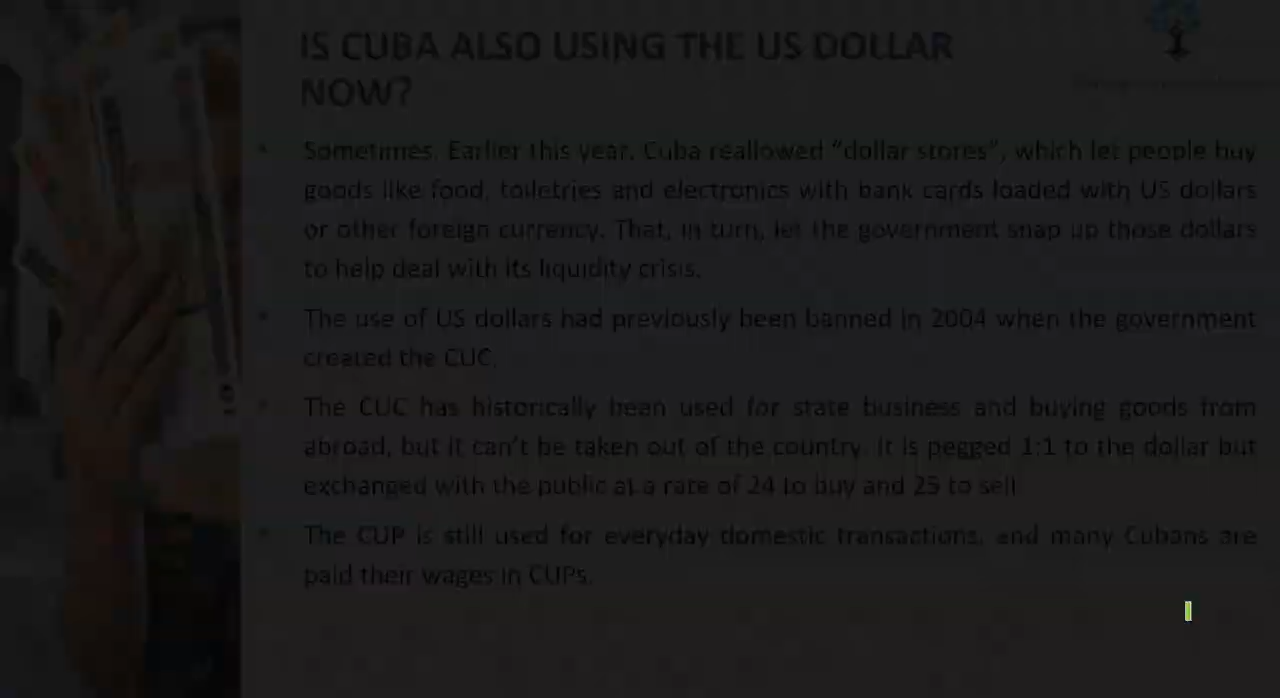 IS CUBA ALSO USING THE US DOLLAR
NOW?
• Sometimes. Earlier this year, Cuba reallowed “dollar stores”, which let people buy
goods like food, toiletries and electronics with bank cards loaded with US dollars
or other foreign currency. That, in turn, let the government snap up those dollars
to help deal with its liquidity crisis.
• The use of US dollars had previously been banned in 2004 when the government
created the CUC.
• The CUC has historically been used for state business and buying goods from
abroad, but it can't be taken out of the country. It is pegged 1:1 to the dollar but
exchanged with the public at a rate of 24 to buy and 25 to sell.
• The CUP is still used for everyday domestic transactions, and many Cubans are
paid their wages in CUPs.